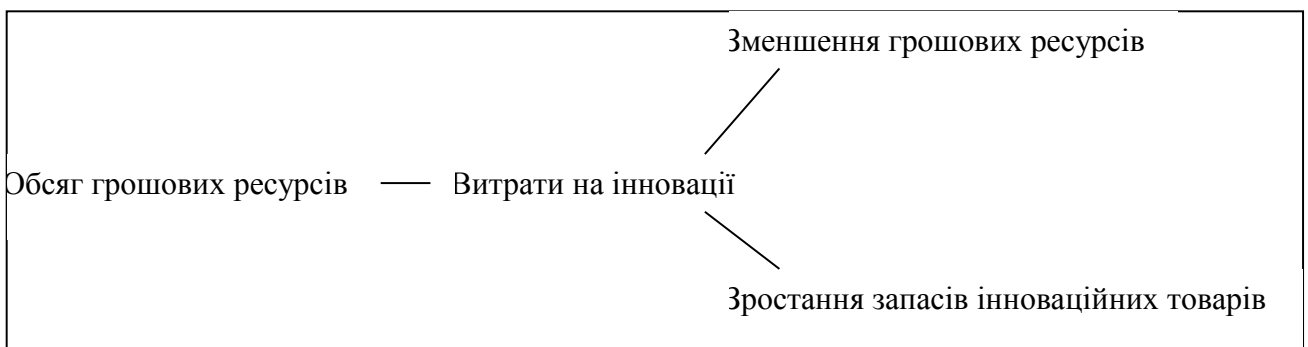 Зменшення грошових ресурсів
Обсяг грошових ресурсів
Витрати на інновації
Зростання запасів інноваційних товарів